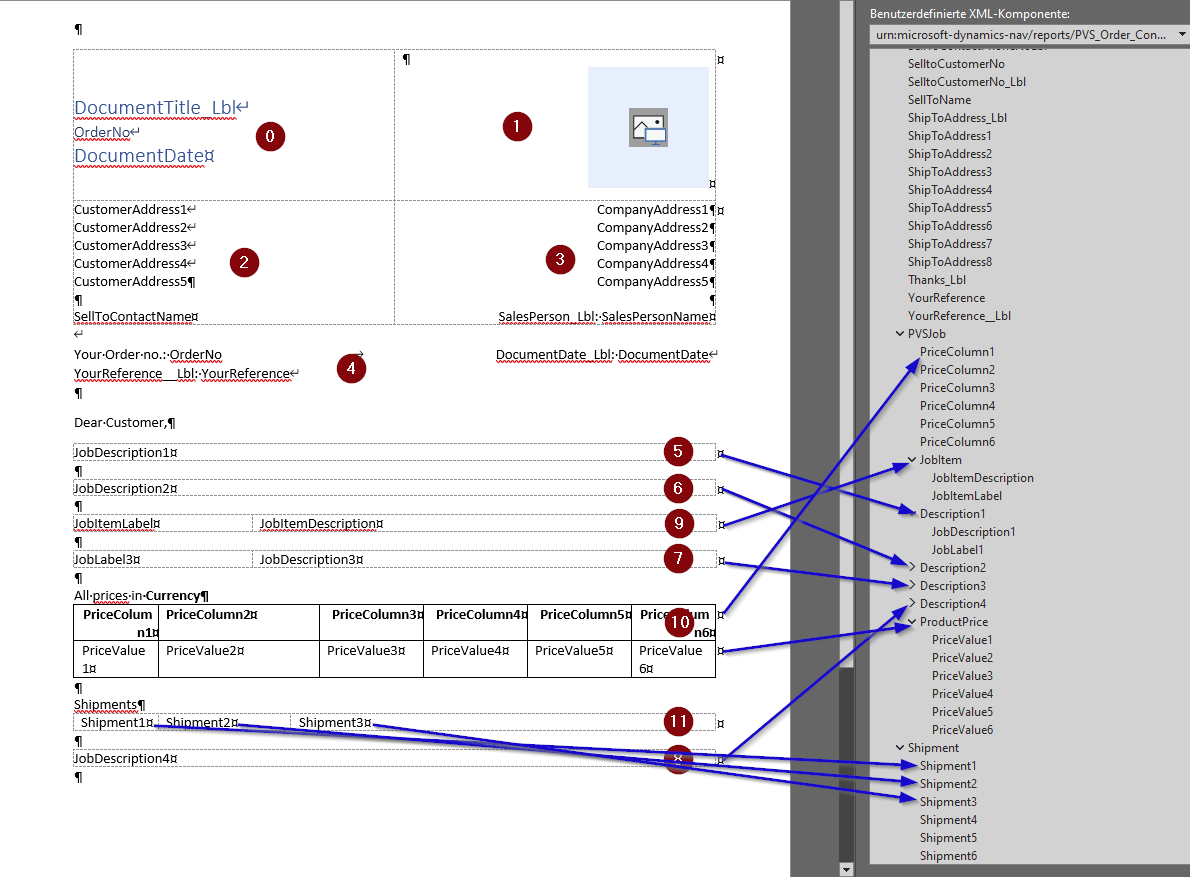 ¶
¶
¤
DocumentTitle_Lbl↵
OrderNo↵
DocumentDate¤
0
1
¤
CustomerAddress1↵
CustomerAddress2↵
CustomerAddress3↵
CustomerAddress4↵
CustomerAddress5¶
¶
SellToContactName¤
2
CompanyAddress1¶¤
CompanyAddress2¶
CompanyAddress3¶
CompanyAddress4¶
CompanyAddress5¶
¶
SalesPerson_Lbl:·SalesPersonName¤
3
↵
Your·Order·no.:·OrderNo → DocumentDate_Lbl:·DocumentDate↵
YourReference__Lbl:·YourReference↵
4
¶
Dear·Customer,¶
JobDescription1¤ 5 ¤
¶
JobDescription2¤ 6 ¤
¶
JobItemLabel¤ JobItemDescription¤ 9 ¤
¶
JobLabel3¤ JobDescription3¤ 7 ¤
¶
All·prices·in·Currency¶
PriceColumn1¤ PriceColumn2¤ PriceColumn3¤ PriceColumn4¤ PriceColumn5¤ 10 ¤
PriceValue1¤ PriceValue2¤ PriceValue3¤ PriceValue4¤ PriceValue5¤ PriceValue6¤ ¤
¶
Shipments¶
Shipment1¤ Shipment2¤ Shipment3¤ 11 ¤
¶
JobDescription4¤ 8 ¤
¶
Benutzerdefinierte XML-Komponente:
urn:microsoft-dynamics-nav/reports/PVS_Order_Con...
SelltoCustomerNo
SelltoCustomerNo_Lbl
SellToName
ShipToAddress_Lbl
ShipToAddress1
ShipToAddress2
ShipToAddress3
ShipToAddress4
ShipToAddress5
ShipToAddress6
ShipToAddress7
ShipToAddress8
Thanks_Lbl
YourReference
YourReference__Lbl
PVSJob
PriceColumn1
PriceColumn2
PriceColumn3
PriceColumn4
PriceColumn5
PriceColumn6
JobItem
JobItemDescription
JobItemLabel
Description1
JobDescription1
JobLabel1
Description2
Description3
Description4
ProductPrice
PriceValue1
PriceValue2
PriceValue3
PriceValue4
PriceValue5
PriceValue6
Shipment
Shipment1
Shipment2
Shipment3
Shipment4
Shipment5
Shipment6